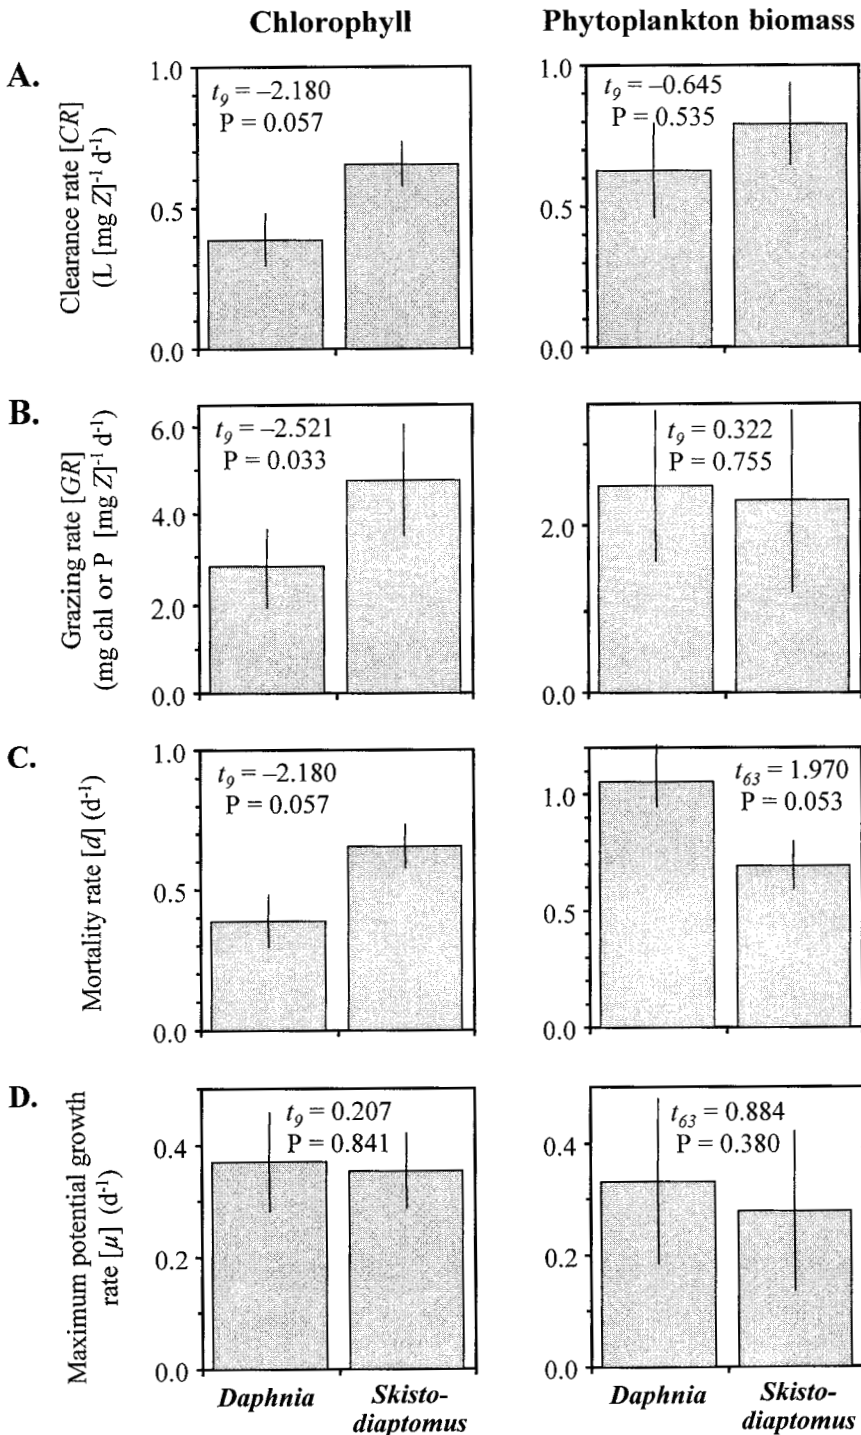 Chlorophyll
Phytoplankton biomass
A.
Clearance rate [CR]
(L [mg Z]⁻¹ d⁻¹)
1.0
0.5
0.0
t₉ = –2.180
P = 0.057
1.0
0.5
0.0
t₉ = –0.645
P = 0.535
B.
Grazing rate [GR]
(mg chl or P [mg Z]⁻¹ d⁻¹)
6.0
4.0
2.0
0.0
t₉ = –2.521
P = 0.033
2.0
0.0
t₉ = 0.322
P = 0.755
C.
Mortality rate [d] (d⁻¹)
1.0
0.5
0.0
t₉ = –2.180
P = 0.057
1.0
0.5
0.0
t₆₃ = 1.970
P = 0.053
D.
Maximum potential growth
rate [µ] (d⁻¹)
0.4
0.2
0.0
t₉ = 0.207
P = 0.841
0.4
0.2
0.0
t₆₃ = 0.884
P = 0.380
Daphnia
Skisto-
diaptomus
Daphnia
Skisto-
diaptomus